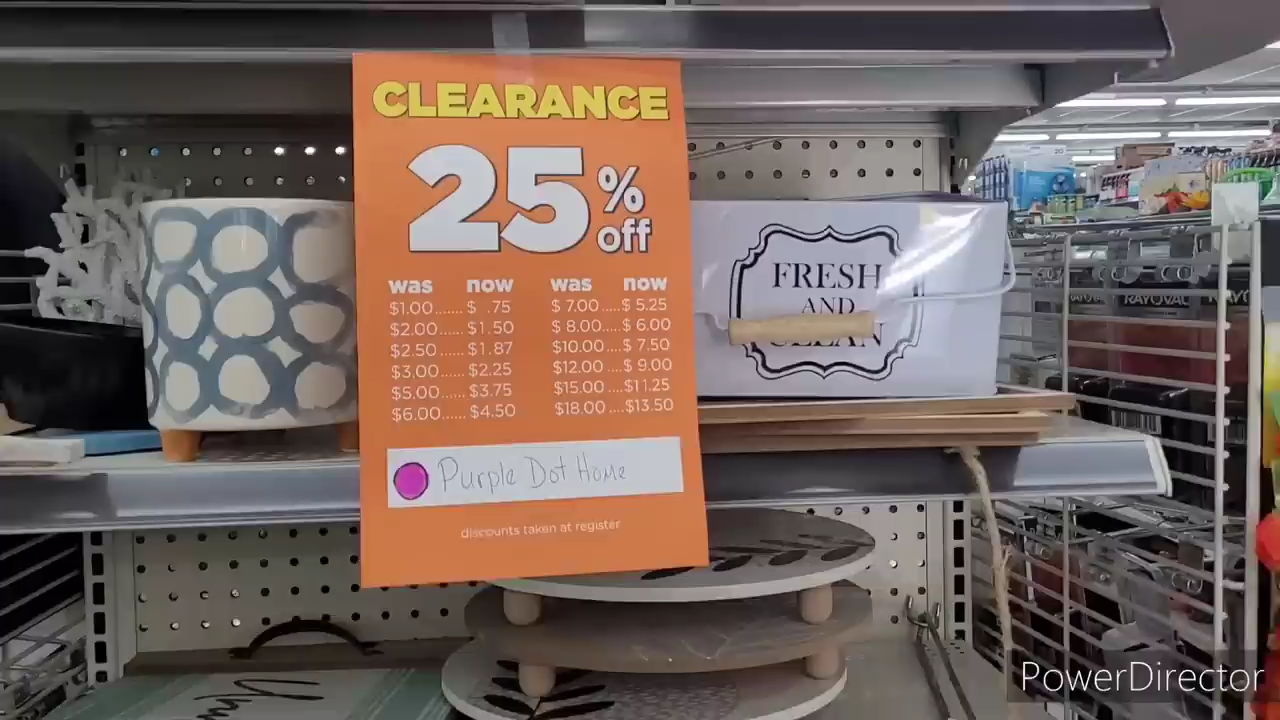 CLEARANCE
25% off
was now was now
$1.00......$ .75 $ 7.00....$ 5.25
$2.00......$1.50 $ 8.00....$ 6.00
$2.50......$1.87 $10.00....$ 7.50
$3.00......$2.25 $12.00....$ 9.00
$5.00......$3.75 $15.00....$11.25
$6.00......$4.50 $18.00....$13.50
Purple Dot Home
discounts taken at register
FRESH
AND
CLEAN
RAYOVAC
PowerDirector